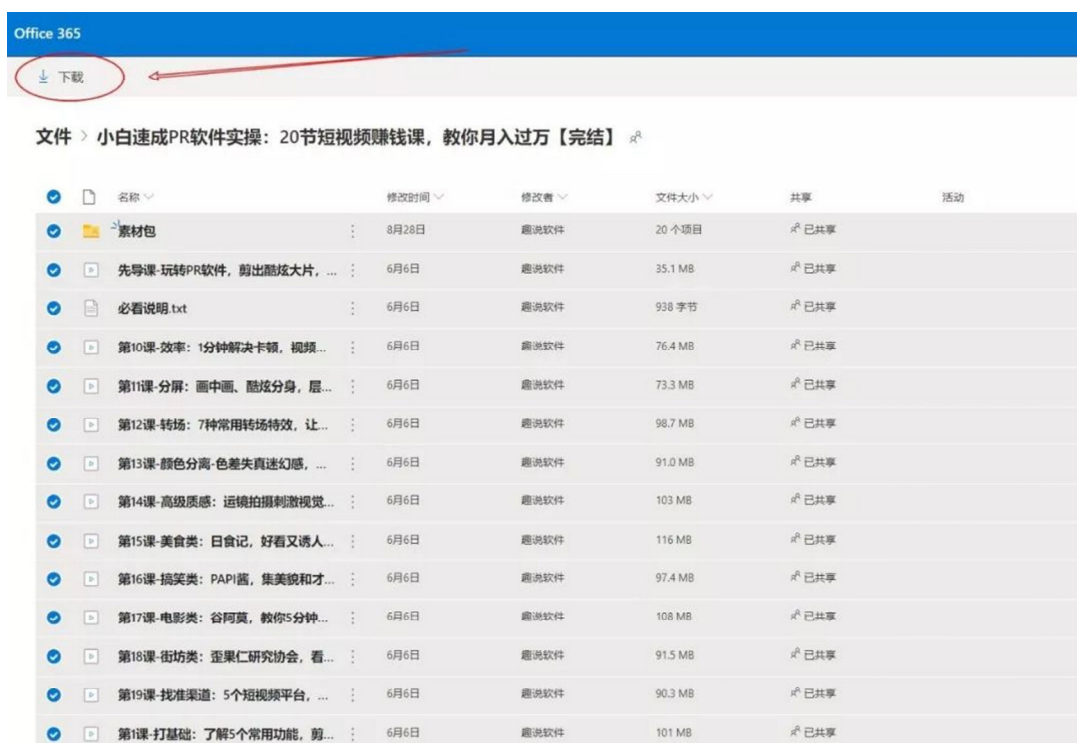 Office 365
下载
文件 > 小白速成PR软件实操：20节短视频赚钱课，教你月入过万【完结】
名称 修改时间 修改者 文件大小 共享 活动
素材包 8月28日 趣说软件 20 个项目 已共享
先导课-玩转PR软件，剪出酷炫大片，... 6月6日 趣说软件 35.1 MB 已共享
必看说明.txt 6月6日 趣说软件 938 字节 已共享
第10课-效率：1分钟解决卡顿，视频... 6月6日 趣说软件 76.4 MB 已共享
第11课-分屏：画中画、酷炫分身，层... 6月6日 趣说软件 73.3 MB 已共享
第12课-转场：7种常用转场特效，让... 6月6日 趣说软件 98.7 MB 已共享
第13课-颜色分离-色差失真迷幻感，... 6月6日 趣说软件 91.0 MB 已共享
第14课-高级质感：运镜拍摄刺激视觉... 6月6日 趣说软件 103 MB 已共享
第15课-美食类：日食记，好看又诱人... 6月6日 趣说软件 116 MB 已共享
第16课-搞笑类：PAPI酱，集美貌和才... 6月6日 趣说软件 97.4 MB 已共享
第17课-电影类：谷阿莫，教你5分钟... 6月6日 趣说软件 108 MB 已共享
第18课-街坊类：歪果仁研究协会，看... 6月6日 趣说软件 91.5 MB 已共享
第19课-找准渠道：5个短视频平台，... 6月6日 趣说软件 90.3 MB 已共享
第1课-打基础：了解5个常用功能，剪... 6月6日 趣说软件 101 MB 已共享